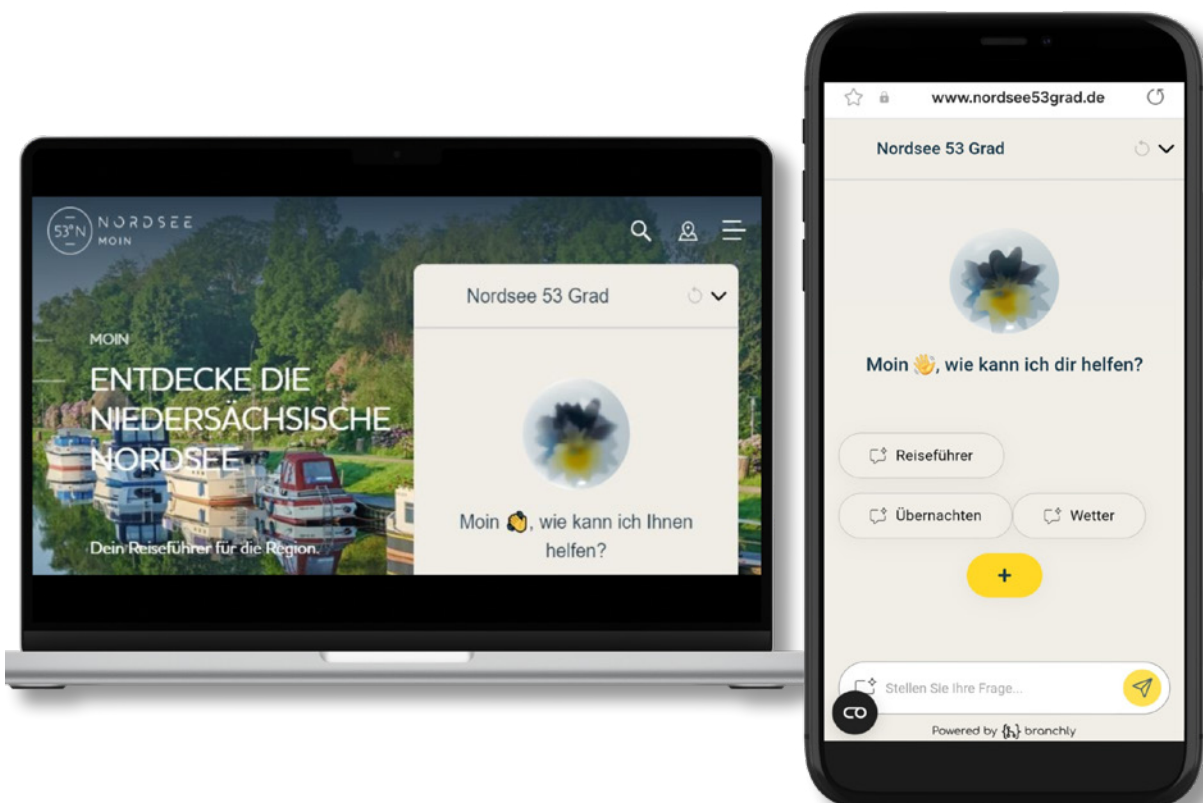 53°N
NORDSEE
MOIN
MOIN
ENTDECKE DIE
NIEDERSÄCHSISCHE
NORDSEE
Dein Reiseführer für die Region.
Nordsee 53 Grad
Moin 👋, wie kann ich Ihnen
helfen?
www.nordsee53grad.de
Nordsee 53 Grad
Moin 👋, wie kann ich dir helfen?
Reiseführer
Übernachten
Wetter
+
Stellen Sie Ihre Frage...
Powered by {h} branchly